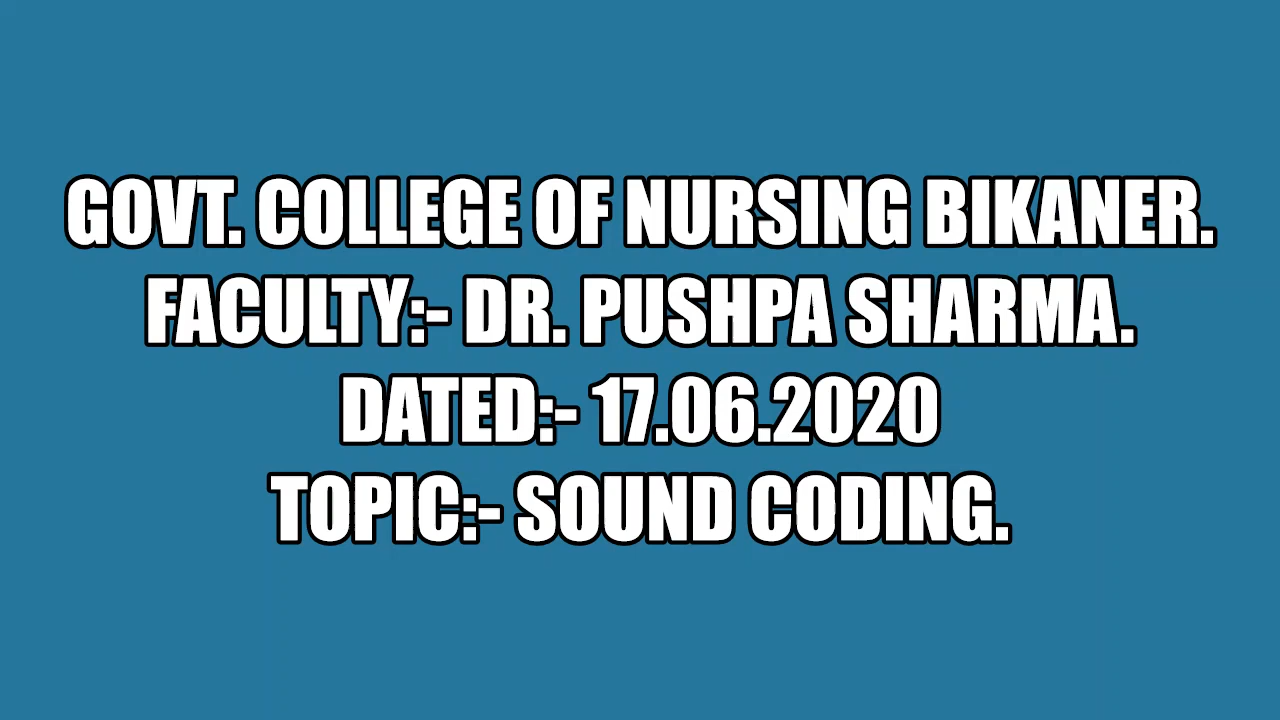 GOVT. COLLEGE OF NURSING BIKANER.
FACULTY:- DR. PUSHPA SHARMA.
DATED:- 17.06.2020
TOPIC:- SOUND CODING.